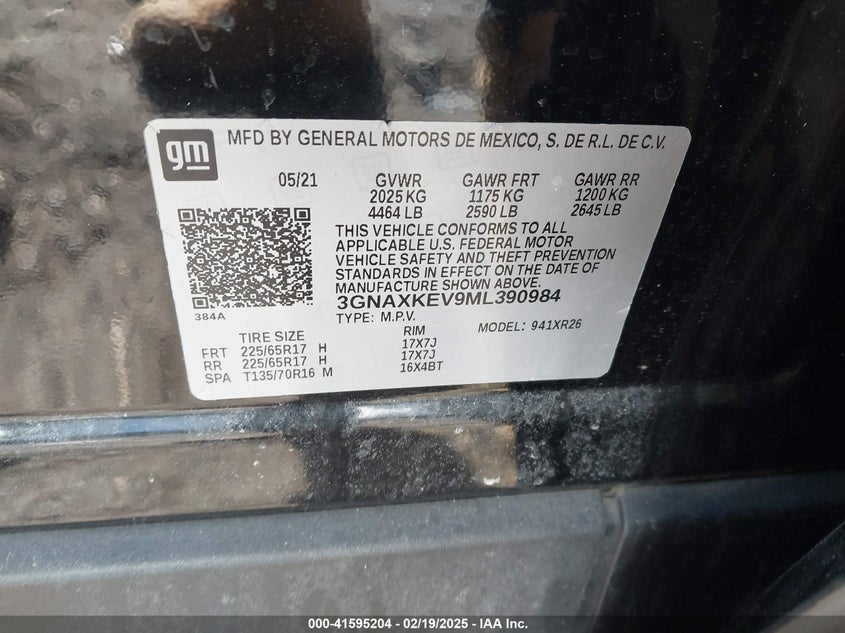 gm
MFD BY GENERAL MOTORS DE MEXICO, S. DE R.L. DE C.V.
05/21 GVWR GAWR FRT GAWR RR
2025 KG 1175 KG 1200 KG
4464 LB 2590 LB 2645 LB
THIS VEHICLE CONFORMS TO ALL
APPLICABLE U.S. FEDERAL MOTOR
VEHICLE SAFETY AND THEFT PREVENTION
STANDARDS IN EFFECT ON THE DATE OF
MANUFACTURE SHOWN ABOVE.
384A
3GNAXKEV9ML390984
TYPE: M.P.V. MODEL: 941XR26
TIRE SIZE RIM
FRT 225/65R17 H 17X7J
RR 225/65R17 H 17X7J
SPA T135/70R16 M 16X4BT
000-41595204 - 02/19/2025 - IAA Inc.